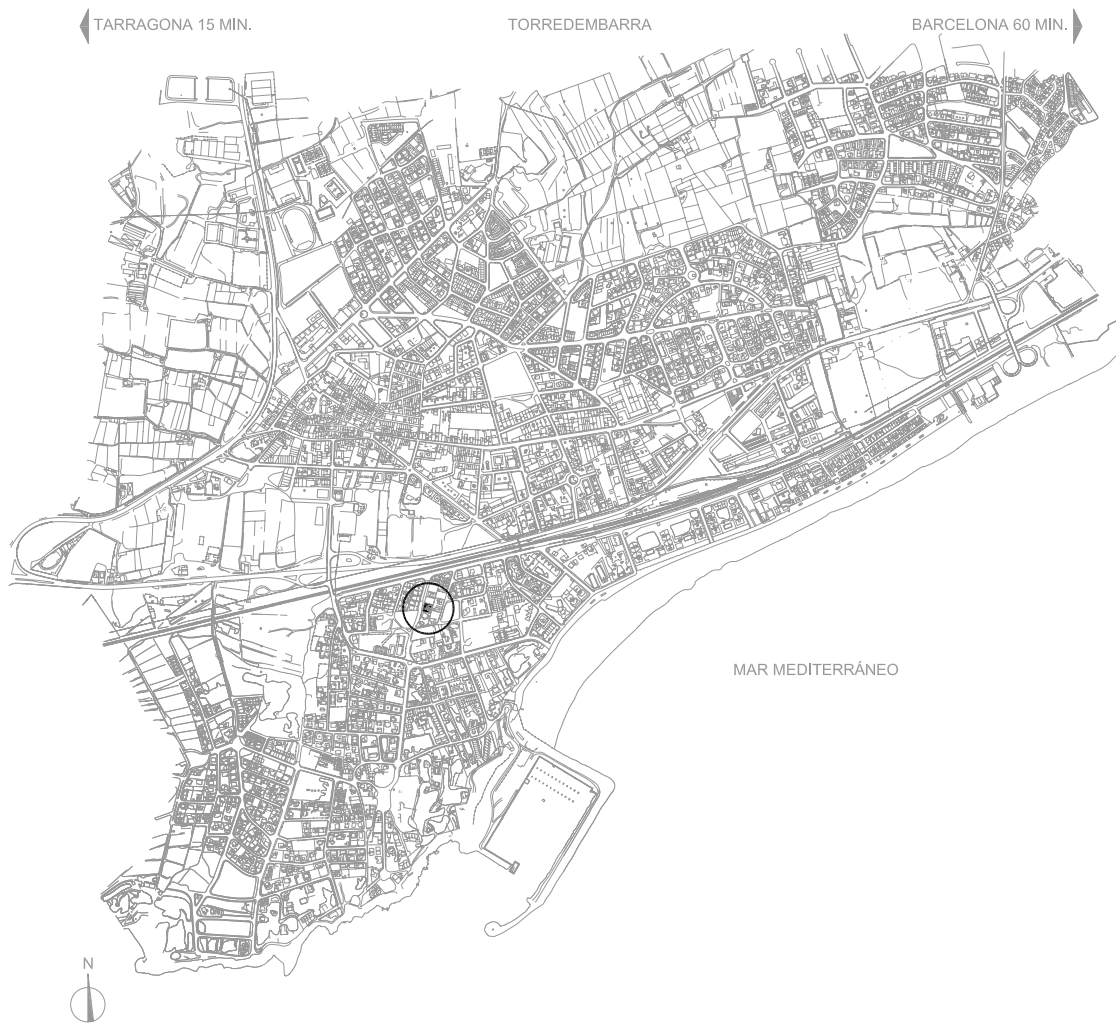 TARRAGONA 15 MIN.
TORREDEMBARRA
BARCELONA 60 MIN.
MAR MEDITERRÁNEO
N